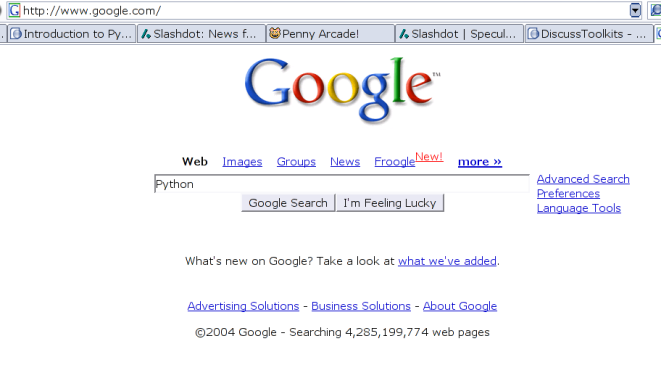 http://www.google.com/
Introduction to Py... Slashdot: News f... Penny Arcade! Slashdot | Specul... DiscussToolkits - ...
Google™
Web Images Groups News Froogle New! more »
Python
Advanced Search
Preferences
Language Tools
Google Search I'm Feeling Lucky
What's new on Google? Take a look at what we've added.
Advertising Solutions - Business Solutions - About Google
©2004 Google - Searching 4,285,199,774 web pages